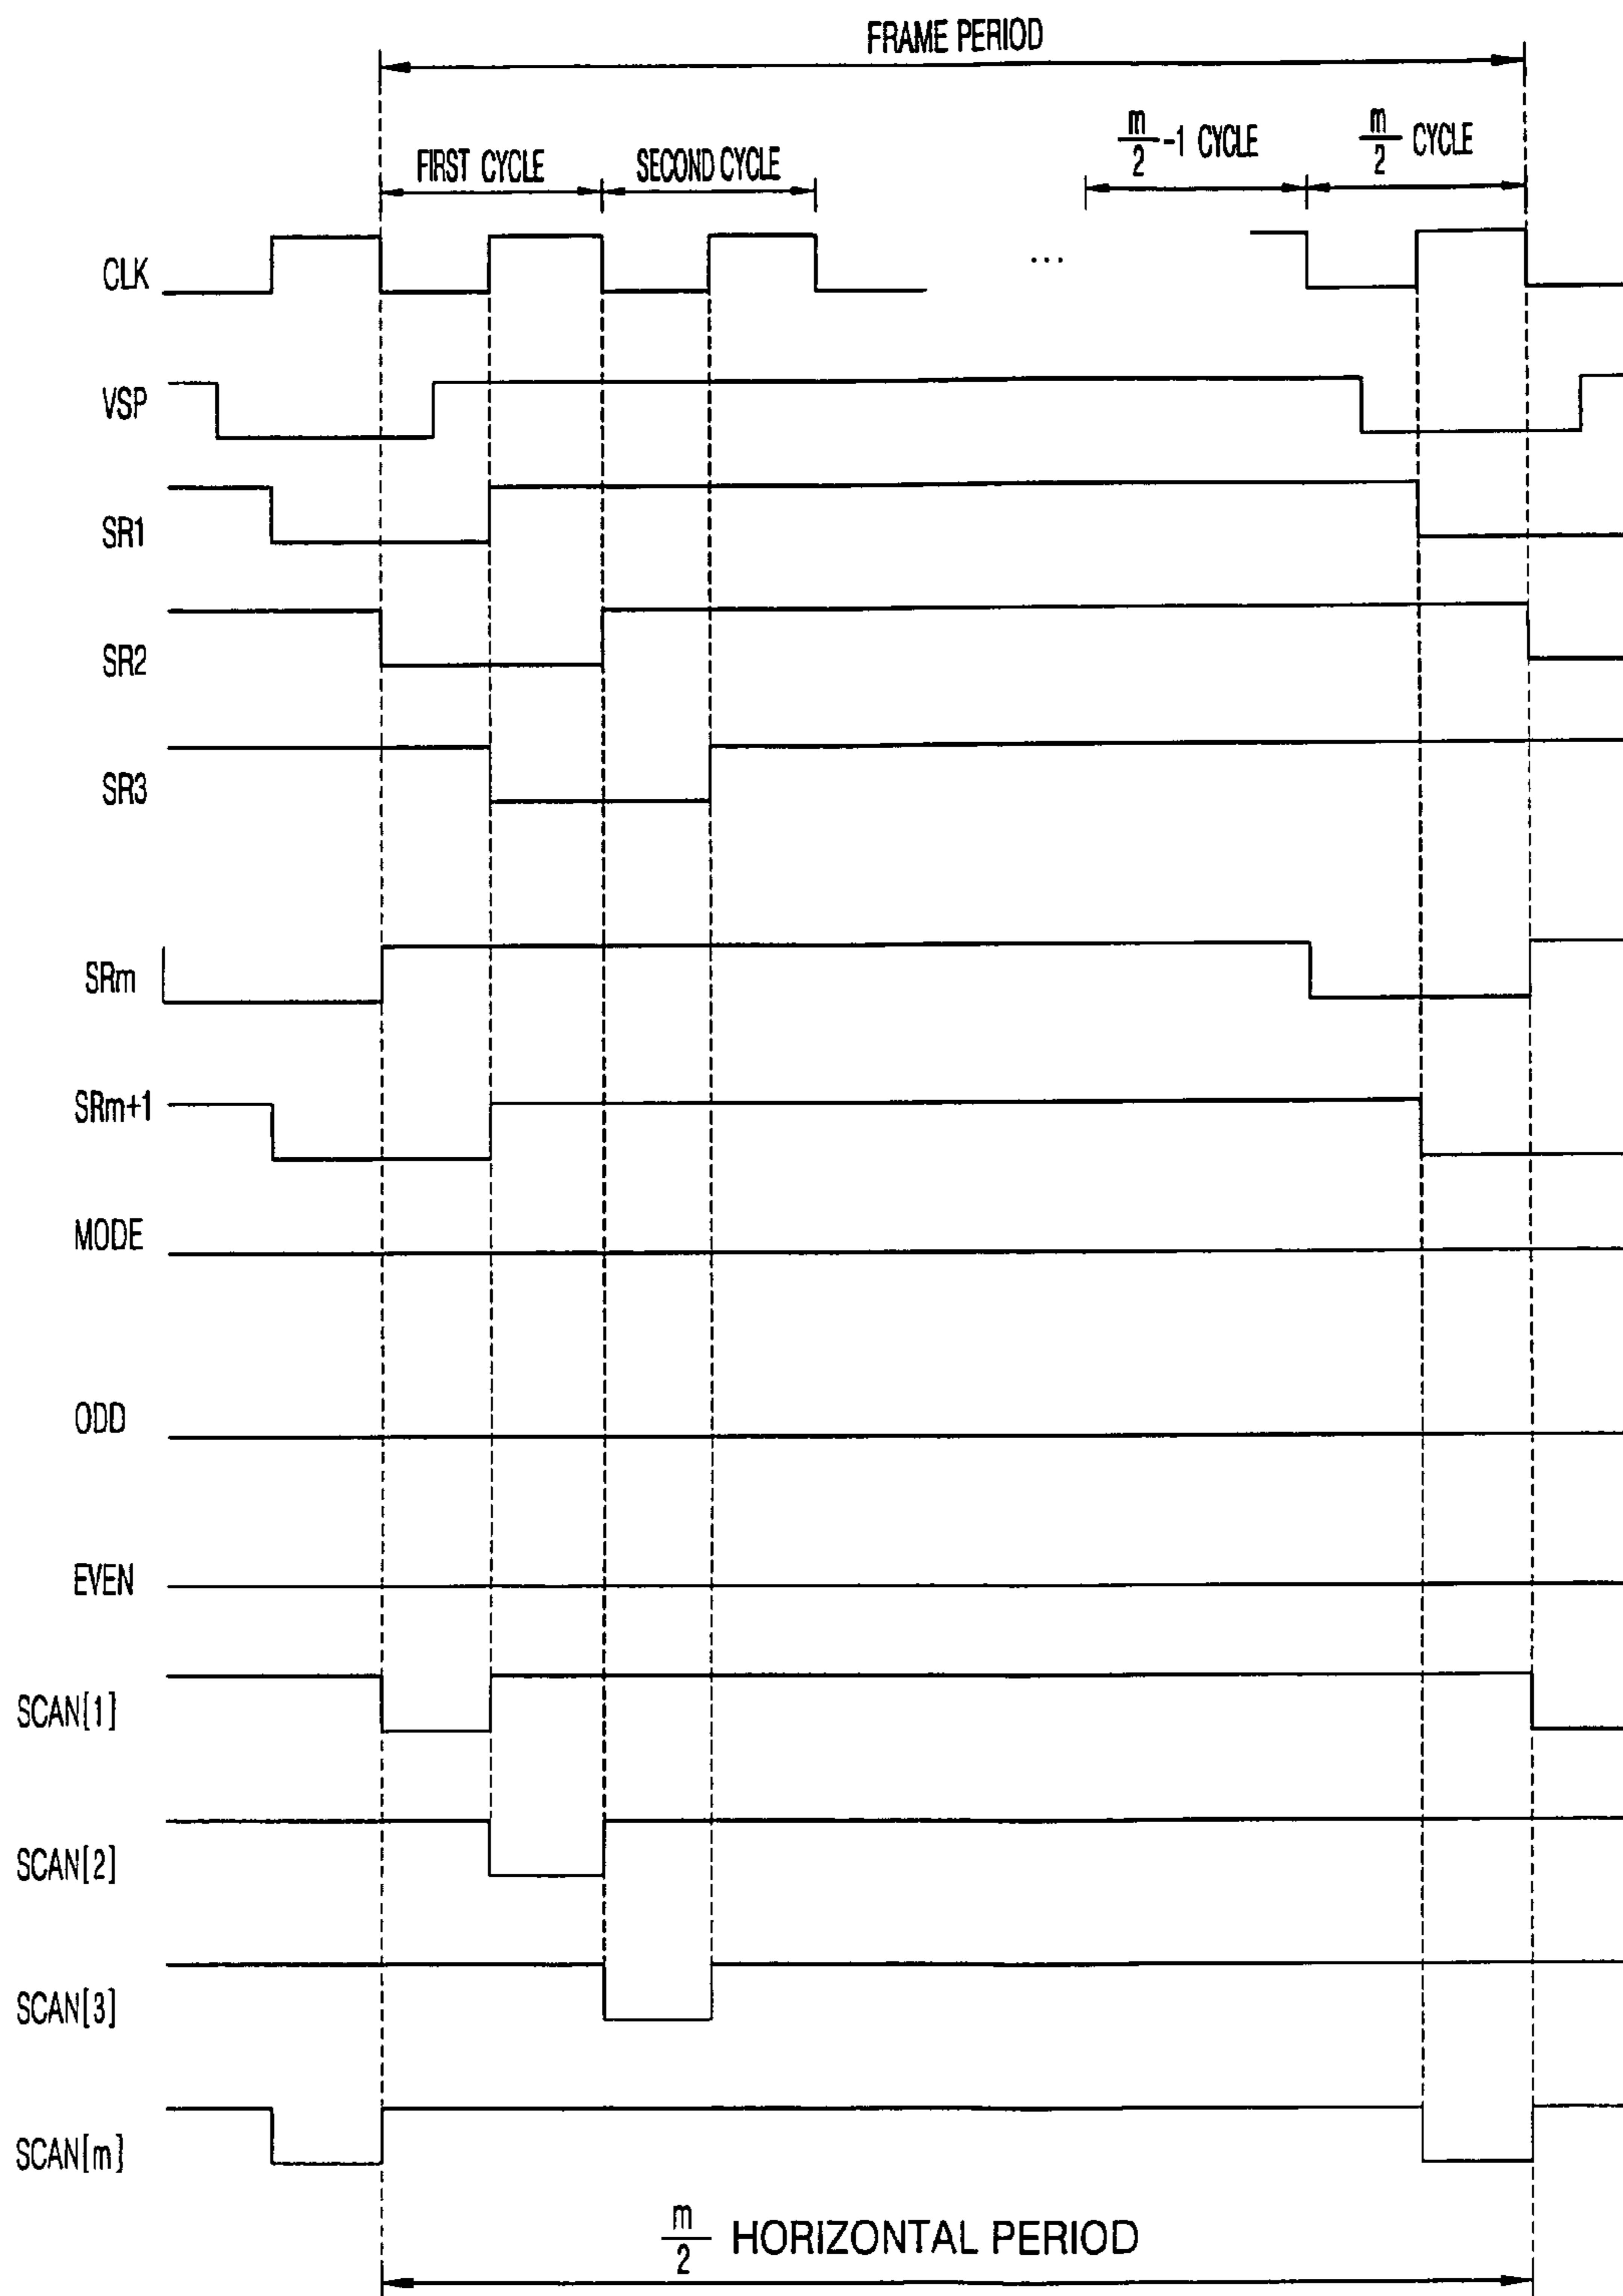 FRAME PERIOD
FIRST CYCLE
SECOND CYCLE
m/2 -1 CYCLE
m/2 CYCLE
CLK
...
VSP
SR1
SR2
SR3
SRm
SRm+1
MODE
ODD
EVEN
SCAN[1]
SCAN[2]
SCAN[3]
SCAN[m]
m/2 HORIZONTAL PERIOD